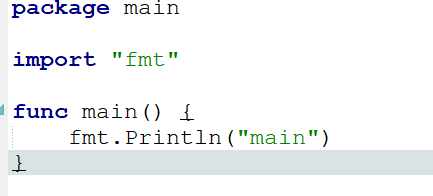 package main
import "fmt"
func main() {
    fmt.Println("main")
}